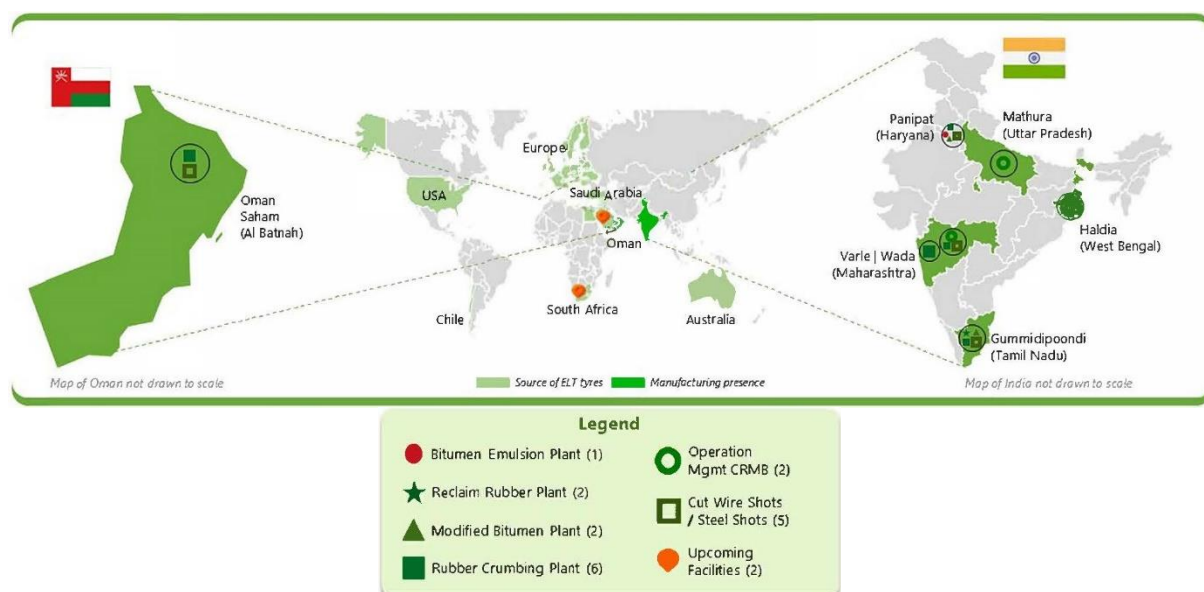 Oman
Saham
(Al Batnah)
Map of Oman not drawn to scale
Europe
USA
Saudi Arabia
Oman
Chile
South Africa
Australia
Source of ELT tyres
Manufacturing presence
Panipat
(Haryana)
Mathura
(Uttar Pradesh)
Haldia
(West Bengal)
Varle | Wada
(Maharashtra)
Gummidipoondi
(Tamil Nadu)
Map of India not drawn to scale
Legend
Bitumen Emulsion Plant (1)
Reclaim Rubber Plant (2)
Modified Bitumen Plant (2)
Rubber Crumbing Plant (6)
Operation
Mgmt CRMB (2)
Cut Wire Shots
/ Steel Shots (5)
Upcoming
Facilities (2)